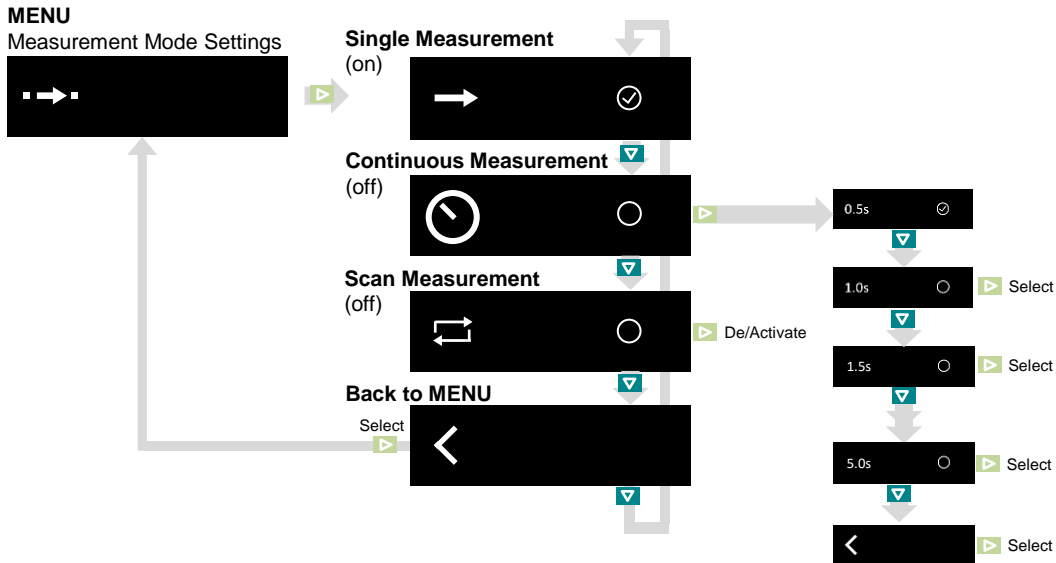 MENU
Measurement Mode Settings
Single Measurement
(on)
Continuous Measurement
(off)
Scan Measurement
(off)
De/Activate
Back to MENU
Select
0.5s
1.0s
Select
1.5s
Select
5.0s
Select
Select